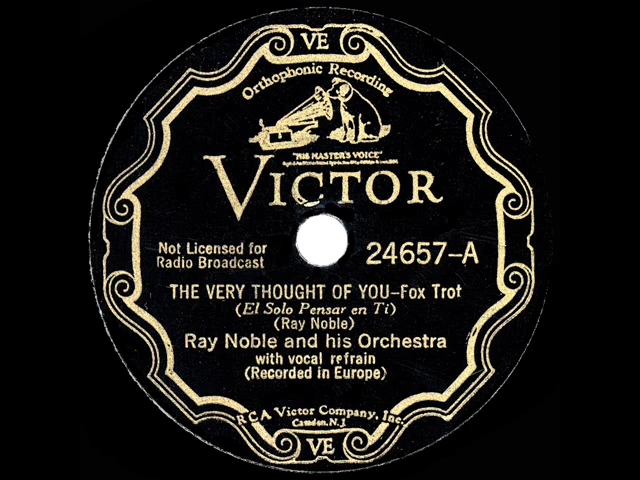 VE
Orthophonic Recording
"HIS MASTER'S VOICE"
VICTOR
Not Licensed for
Radio Broadcast
24657-A
THE VERY THOUGHT OF YOU-Fox Trot
(El Solo Pensar en Ti)
(Ray Noble)
Ray Noble and his Orchestra
with vocal refrain
(Recorded in Europe)
RCA Victor Company, Inc.
Camden, N.J.
VE